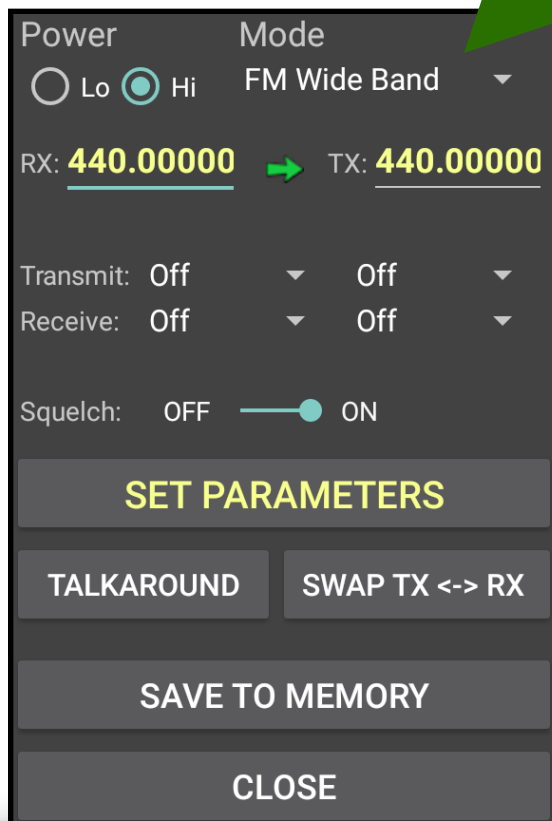 Power Mode
Lo Hi FM Wide Band
RX: 440.00000 TX: 440.00000
Transmit: Off Off
Receive: Off Off
Squelch: OFF ON
SET PARAMETERS
TALKAROUND SWAP TX <-> RX
SAVE TO MEMORY
CLOSE